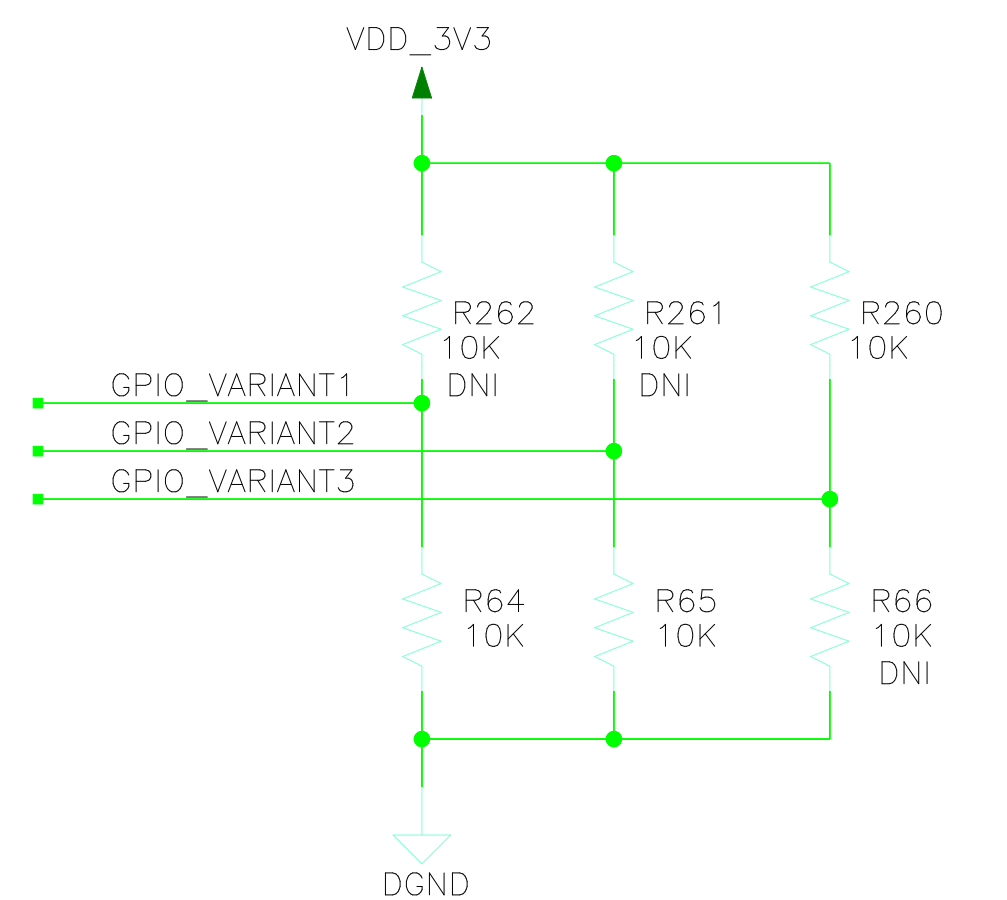 VDD_3V3
R262
10K
DNI
R261
10K
DNI
R260
10K
GPIO_VARIANT1
GPIO_VARIANT2
GPIO_VARIANT3
R64
10K
R65
10K
R66
10K
DNI
DGND